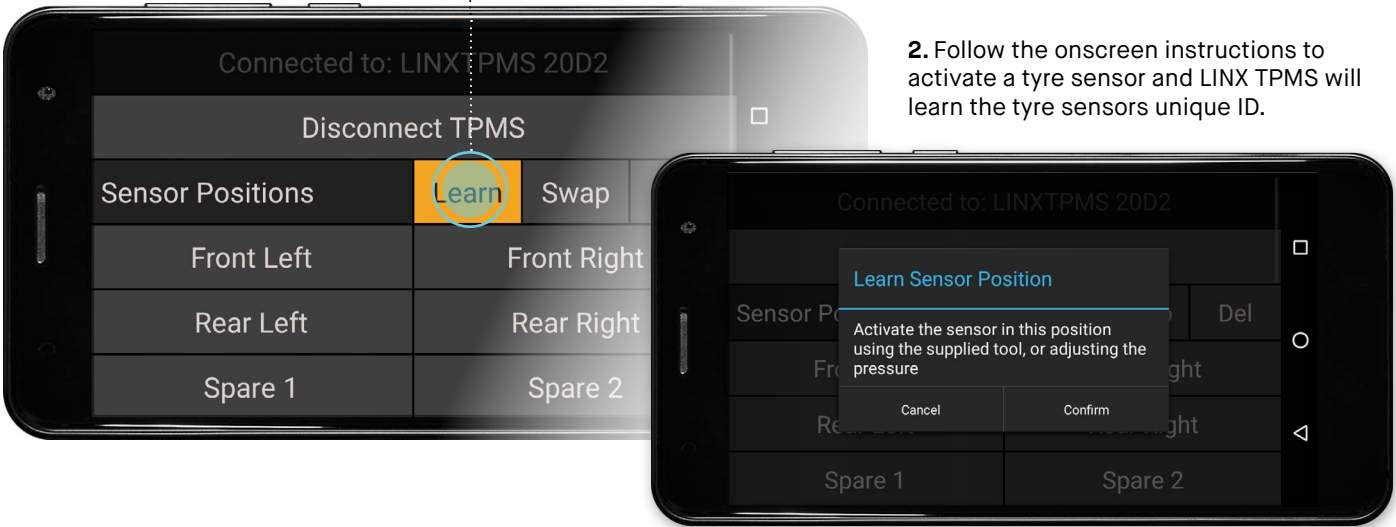 Connected to: LINXTPMS 20D2
Disconnect TPMS
Sensor Positions Learn Swap
Front Left Front Right
Rear Left Rear Right
Spare 1 Spare 2
2. Follow the onscreen instructions to
activate a tyre sensor and LINX TPMS will
learn the tyre sensors unique ID.
Connected to: LINXTPMS 20D2
Learn Sensor Position
Sensor Po Del
Activate the sensor in this position
using the supplied tool, or adjusting the
pressure
Cancel Confirm
Spare 1 Spare 2